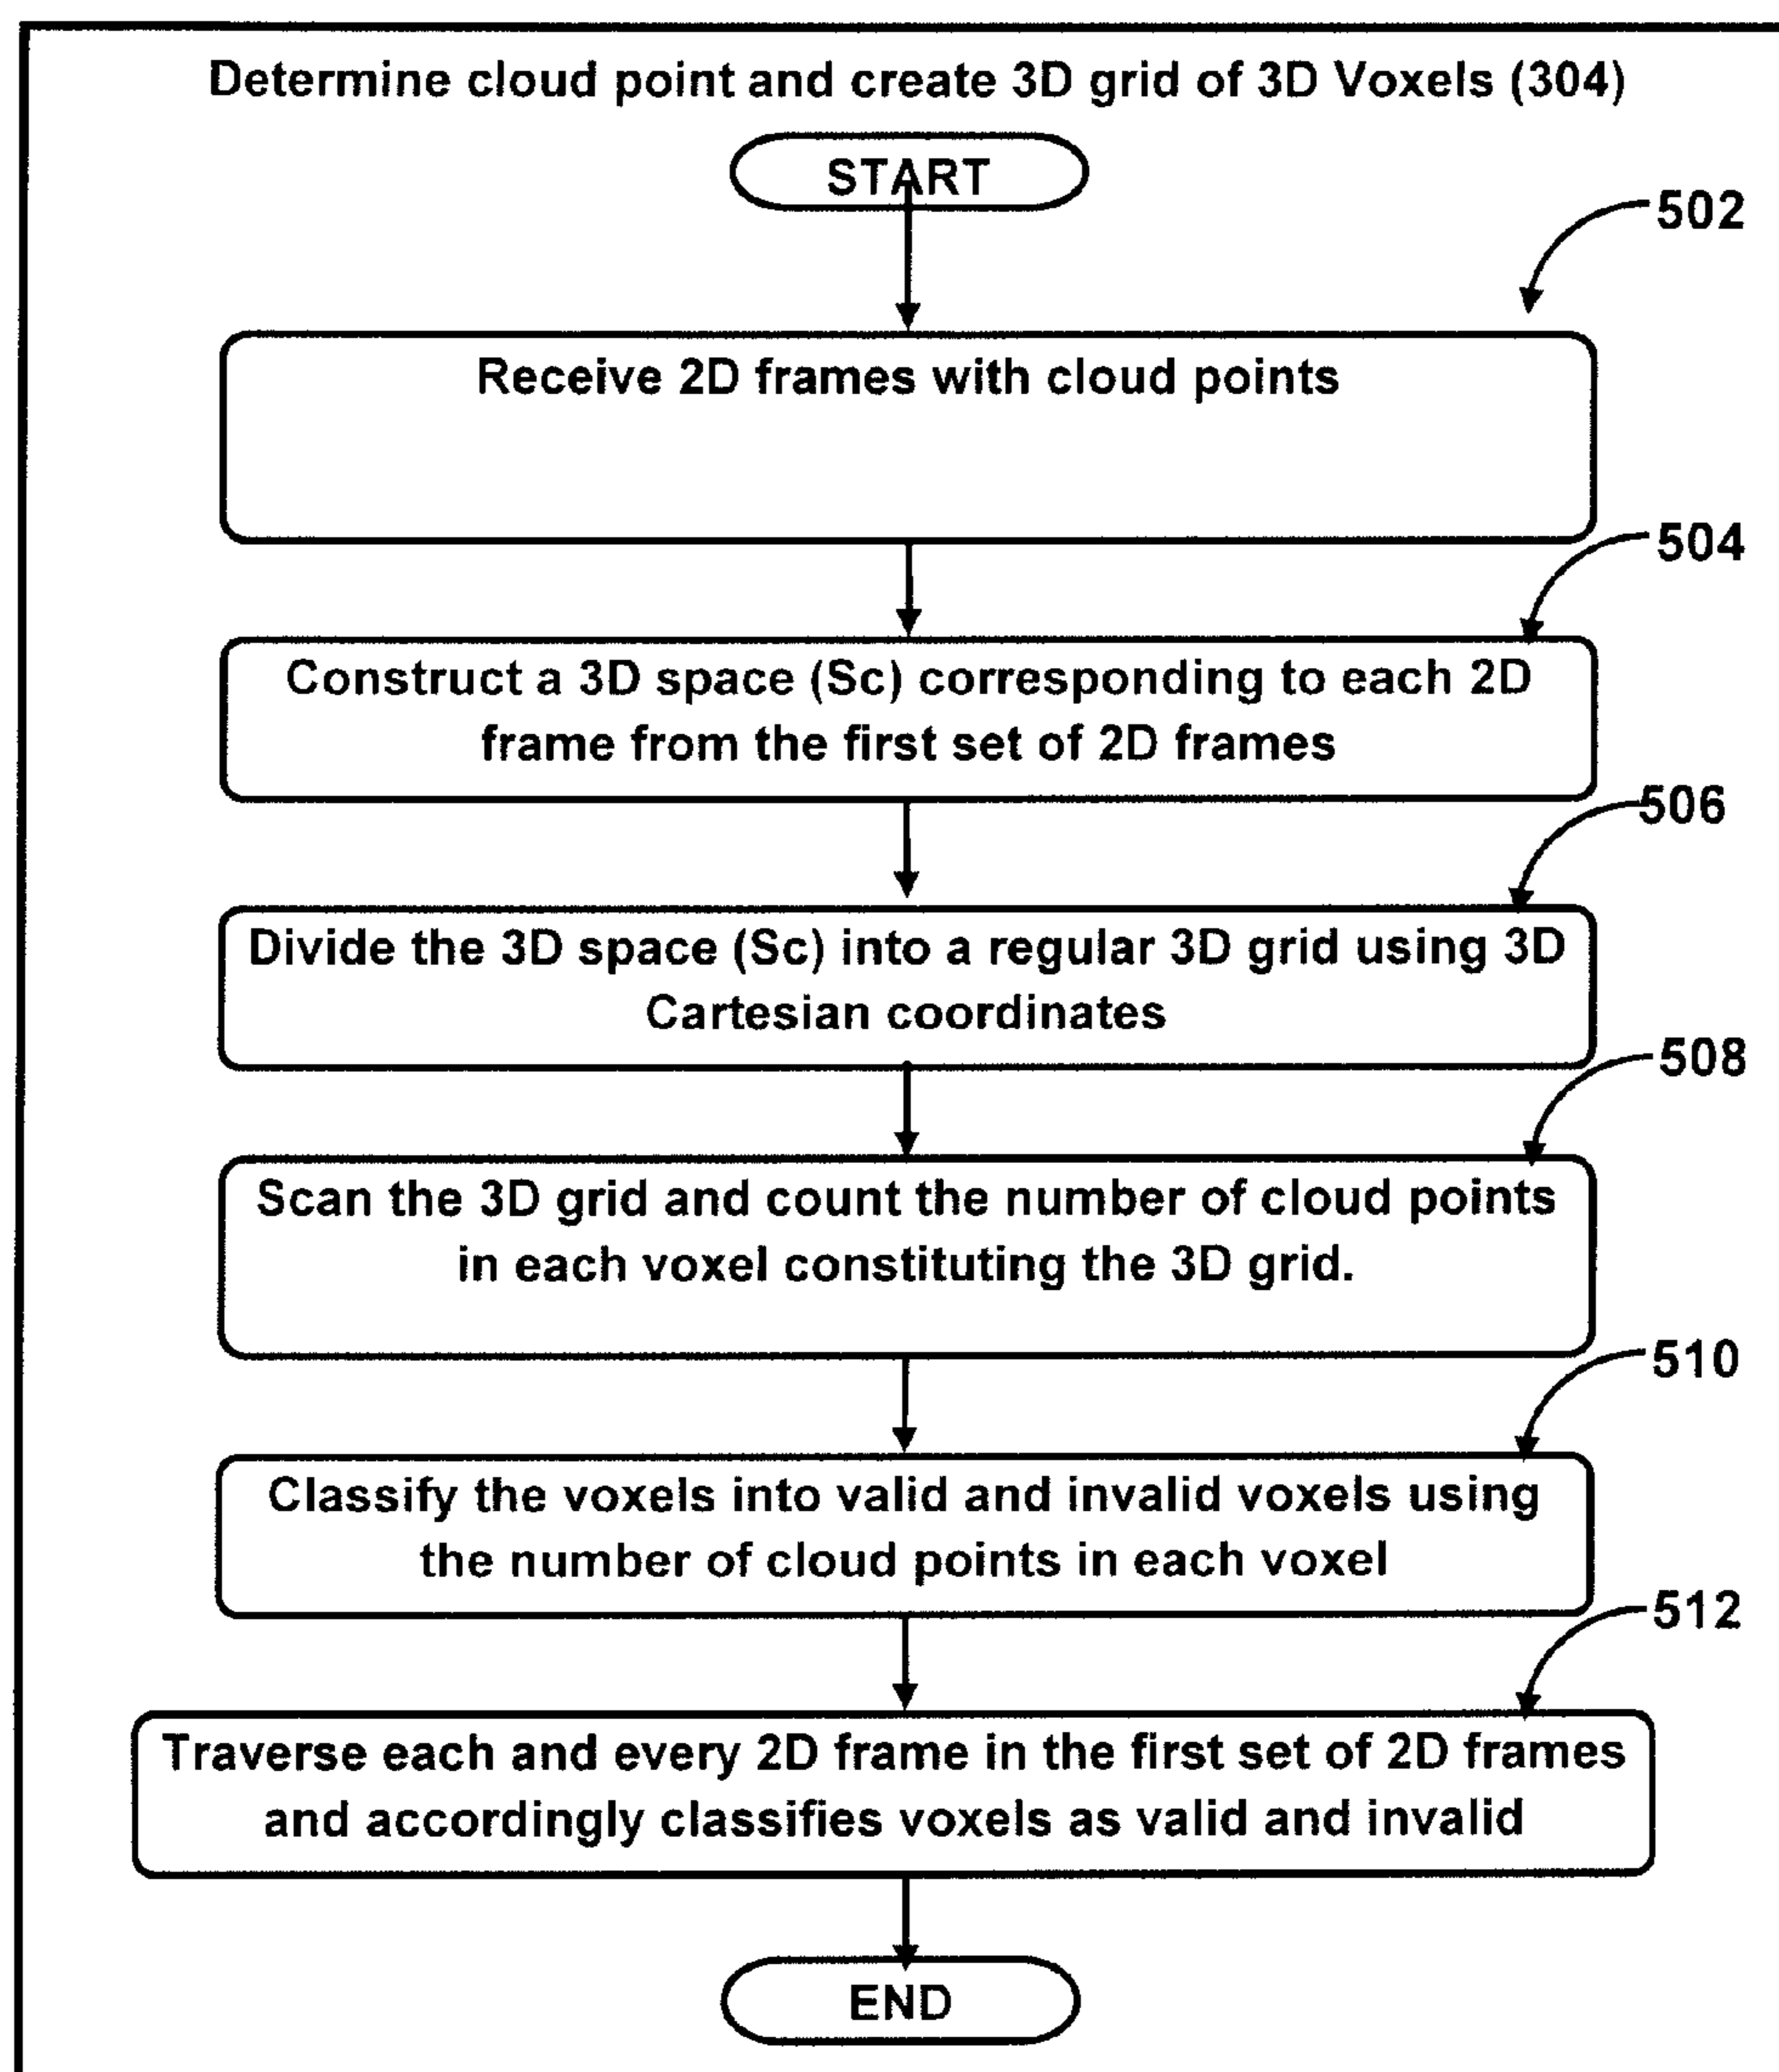 Determine cloud point and create 3D grid of 3D Voxels (304)
START
502
Receive 2D frames with cloud points
504
Construct a 3D space (Sc) corresponding to each 2D
frame from the first set of 2D frames
506
Divide the 3D space (Sc) into a regular 3D grid using 3D
Cartesian coordinates
508
Scan the 3D grid and count the number of cloud points
in each voxel constituting the 3D grid.
510
Classify the voxels into valid and invalid voxels using
the number of cloud points in each voxel
512
Traverse each and every 2D frame in the first set of 2D frames
and accordingly classifies voxels as valid and invalid
END